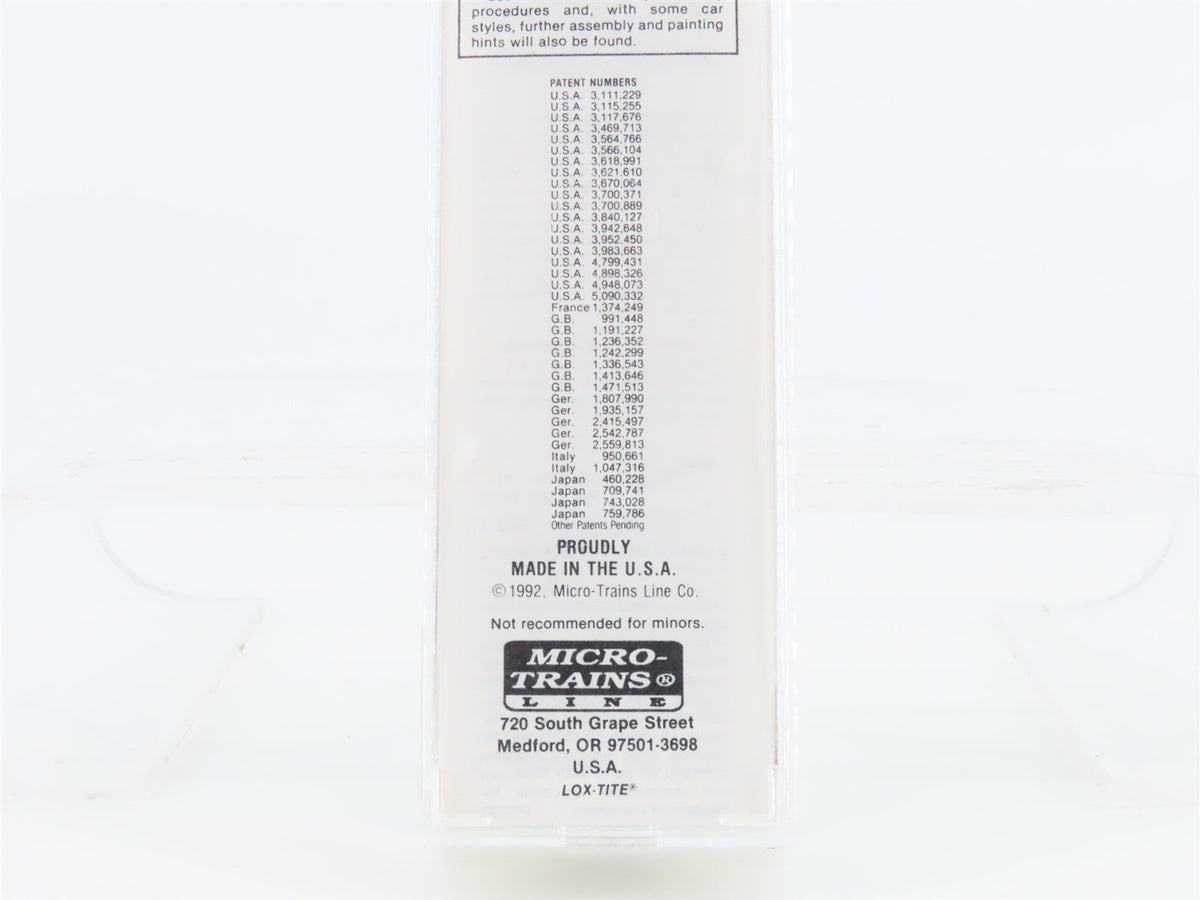 procedures and, with some car
styles, further assembly and painting
hints will also be found.
PATENT NUMBERS
U.S.A. 3,111,229
U.S.A. 3,115,255
U.S.A. 3,117,676
U.S.A. 3,469,713
U.S.A. 3,564,766
U.S.A. 3,566,104
U.S.A. 3,618,991
U.S.A. 3,621,610
U.S.A. 3,670,064
U.S.A. 3,700,371
U.S.A. 3,700,889
U.S.A. 3,840,127
U.S.A. 3,942,648
U.S.A. 3,952,450
U.S.A. 3,983,663
U.S.A. 4,799,431
U.S.A. 4,898,326
U.S.A. 4,948,073
U.S.A. 5,090,332
France 1,374,249
G.B. 991,448
G.B. 1,191,227
G.B. 1,236,352
G.B. 1,242,299
G.B. 1,336,543
G.B. 1,413,646
G.B. 1,471,513
Ger. 1,807,990
Ger. 1,935,157
Ger. 2,415,497
Ger. 2,542,787
Ger. 2,559,813
Italy 950,661
Italy 1,047,316
Japan 460,228
Japan 709,741
Japan 743,028
Japan 759,786
Other Patents Pending
PROUDLY
MADE IN THE U.S.A.
©1992, Micro-Trains Line Co.
Not recommended for minors.
MICRO-
TRAINS®
LINE
720 South Grape Street
Medford, OR 97501-3698
U.S.A.
LOX-TITE®